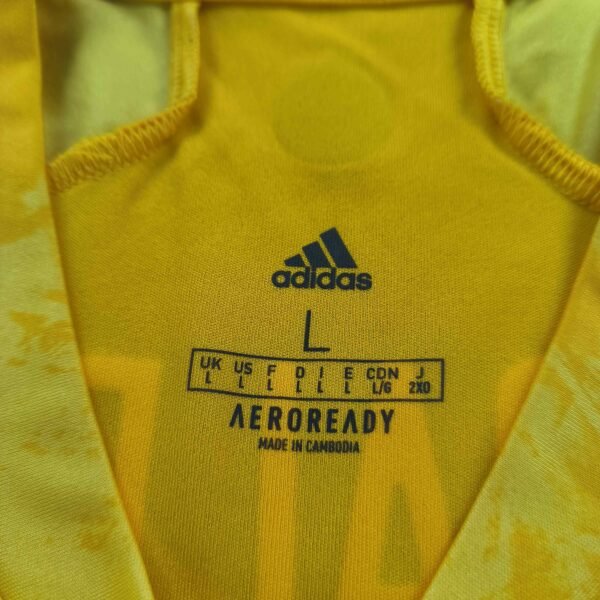 adidas
L
UK US F D I E CDN J
L L L L L L L/G 2XO
AEROREADY
MADE IN CAMBODIA